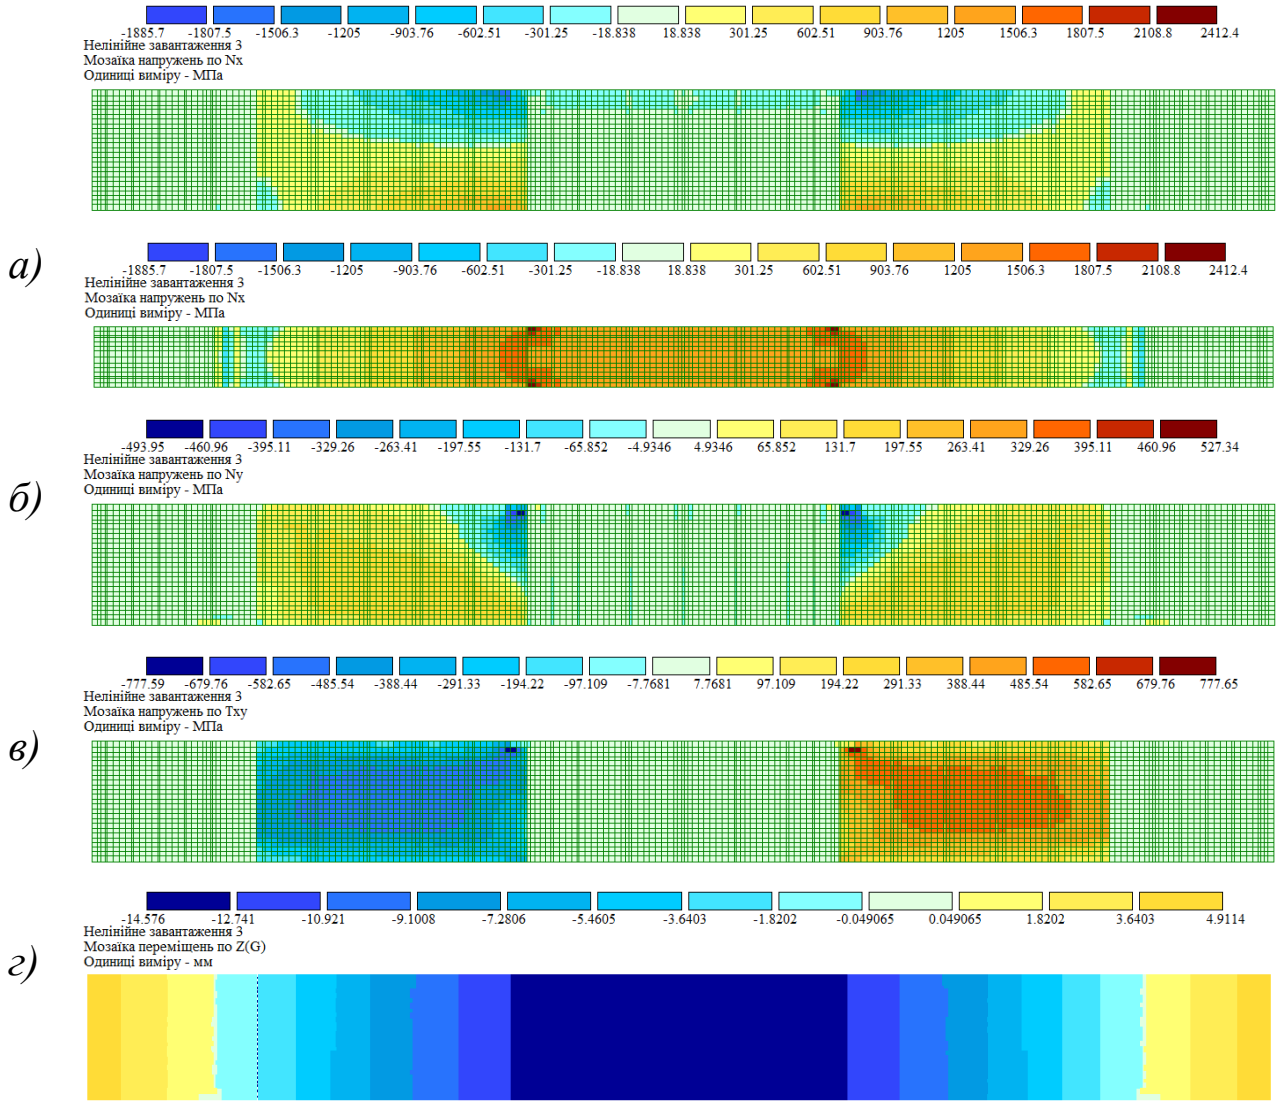 -1885.7 -1807.5 -1506.3 -1205 -903.76 -602.51 -301.25 -18.838 18.838 301.25 602.51 903.76 1205 1506.3 1807.5 2108.8 2412.4
Нелінійне завантаження 3
Мозаїка напружень по Nx
Одиниці виміру - МПа
а)
-1885.7 -1807.5 -1506.3 -1205 -903.76 -602.51 -301.25 -18.838 18.838 301.25 602.51 903.76 1205 1506.3 1807.5 2108.8 2412.4
Нелінійне завантаження 3
Мозаїка напружень по Nx
Одиниці виміру - МПа
-493.95 -460.96 -395.11 -329.26 -263.41 -197.55 -131.7 -65.852 -4.9346 4.9346 65.852 131.7 197.55 263.41 329.26 395.11 460.96 527.34
Нелінійне завантаження 3
Мозаїка напружень по Ny
Одиниці виміру - МПа
б)
-777.59 -679.76 -582.65 -485.54 -388.44 -291.33 -194.22 -97.109 -7.7681 7.7681 97.109 194.22 291.33 388.44 485.54 582.65 679.76 777.65
Нелінійне завантаження 3
Мозаїка напружень по Txy
Одиниці виміру - МПа
в)
-14.576 -12.741 -10.921 -9.1008 -7.2806 -5.4605 -3.6403 -1.8202 -0.049065 0.049065 1.8202 3.6403 4.9114
Нелінійне завантаження 3
Мозаїка переміщень по Z(G)
Одиниці виміру - мм
г)